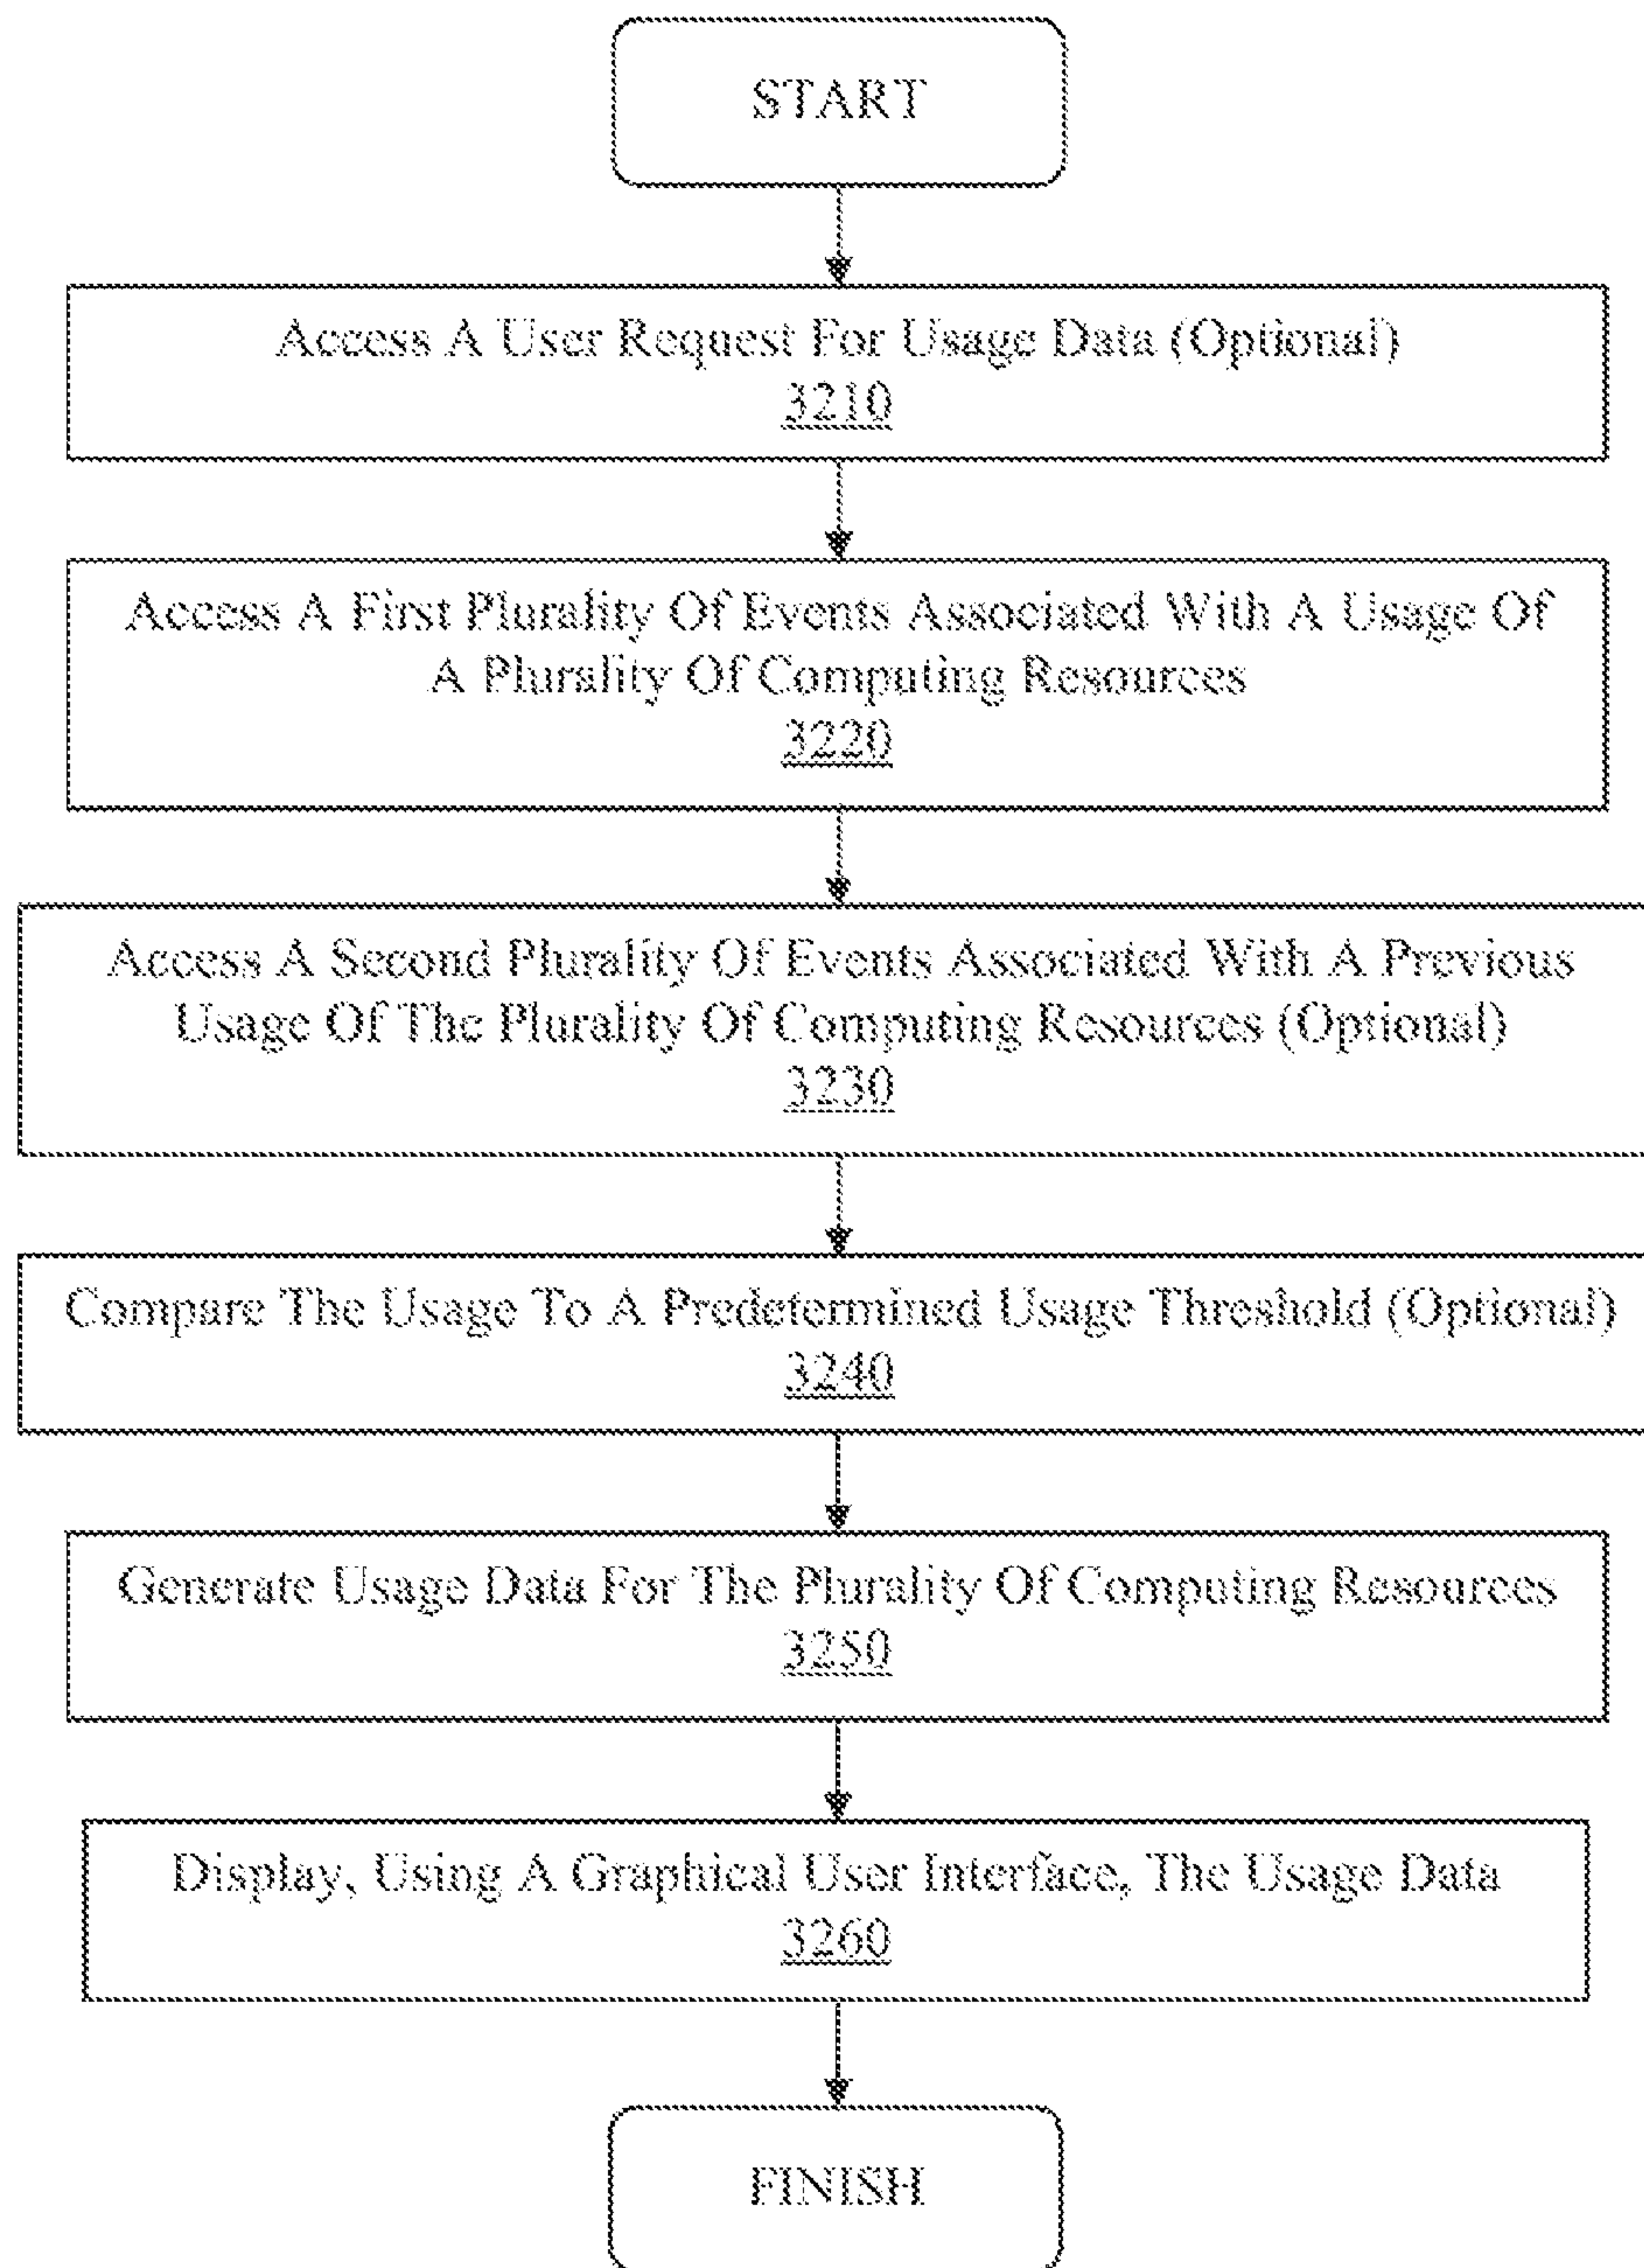 START
Access A User Request For Usage Data (Optional)
3210
Access A First Plurality Of Events Associated With A Usage Of
A Plurality Of Computing Resources
3220
Access A Second Plurality Of Events Associated With A Previous
Usage Of The Plurality Of Computing Resources (Optional)
3230
Compare The Usage To A Predetermined Usage Threshold (Optional)
3240
Generate Usage Data For The Plurality Of Computing Resources
3250
Display, Using A Graphical User Interface, The Usage Data
3260
FINISH